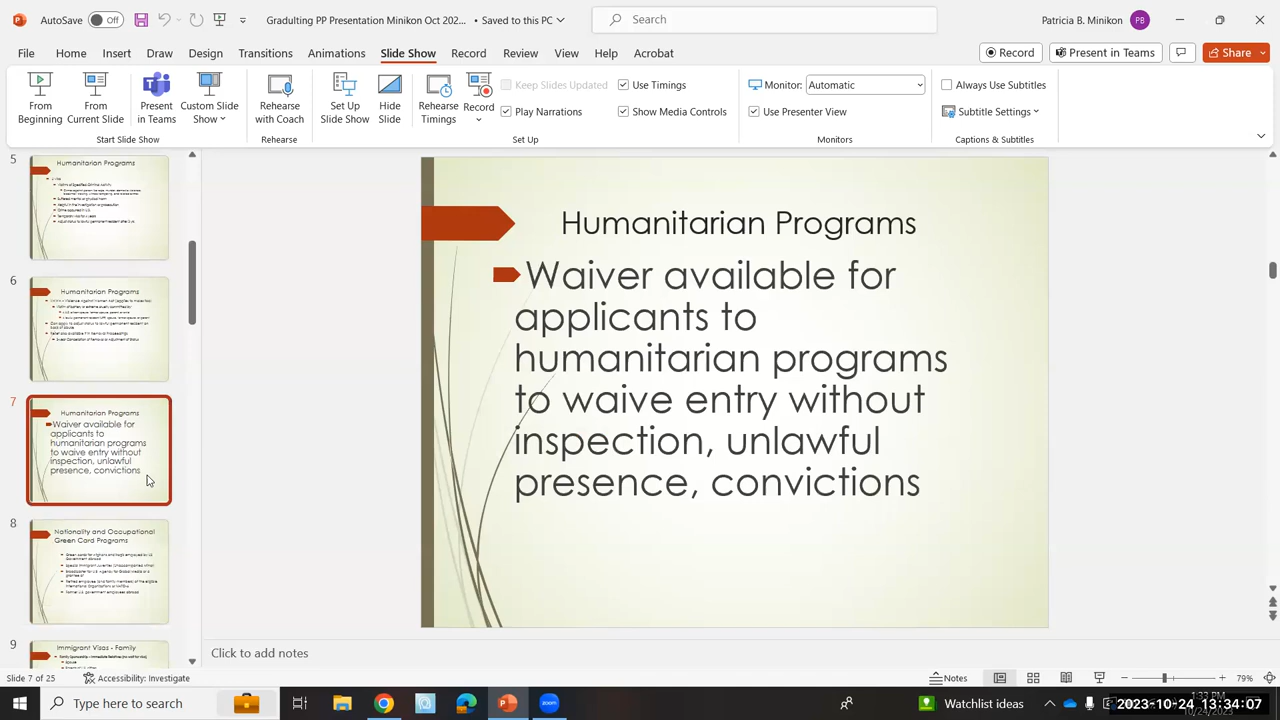 AutoSave
Off
Gradulting PP Presentation Minikon Oct 202... • Saved to this PC
Search
Patricia B. Minikon
PB
File
Home
Insert
Draw
Design
Transitions
Animations
Slide Show
Record
Review
View
Help
Acrobat
Record
Present in Teams
Share
From
Beginning
From
Current Slide
Present
in Teams
Custom Slide
Show
Rehearse
with Coach
Set Up
Slide Show
Hide
Slide
Rehearse
Timings
Record
Keep Slides Updated
Play Narrations
Use Timings
Show Media Controls
Monitor:
Automatic
Use Presenter View
Always Use Subtitles
Subtitle Settings
Start Slide Show
Rehearse
Set Up
Monitors
Captions & Subtitles
5
Humanitarian Programs
6
Humanitarian Programs
7
Humanitarian Programs
Waiver available for
applicants to
humanitarian programs
to waive entry without
inspection, unlawful
presence, convictions
8
Nationality and Occupational
Green Card Programs
9
Immigrant Visas - Family
Humanitarian Programs
Waiver available for
applicants to
humanitarian programs
to waive entry without
inspection, unlawful
presence, convictions
Click to add notes
Slide 7 of 25
Accessibility: Investigate
Notes
79%
Type here to search
zoom
Watchlist ideas
1:33 PM
10/24/2023
2023-10-24 13:34:07